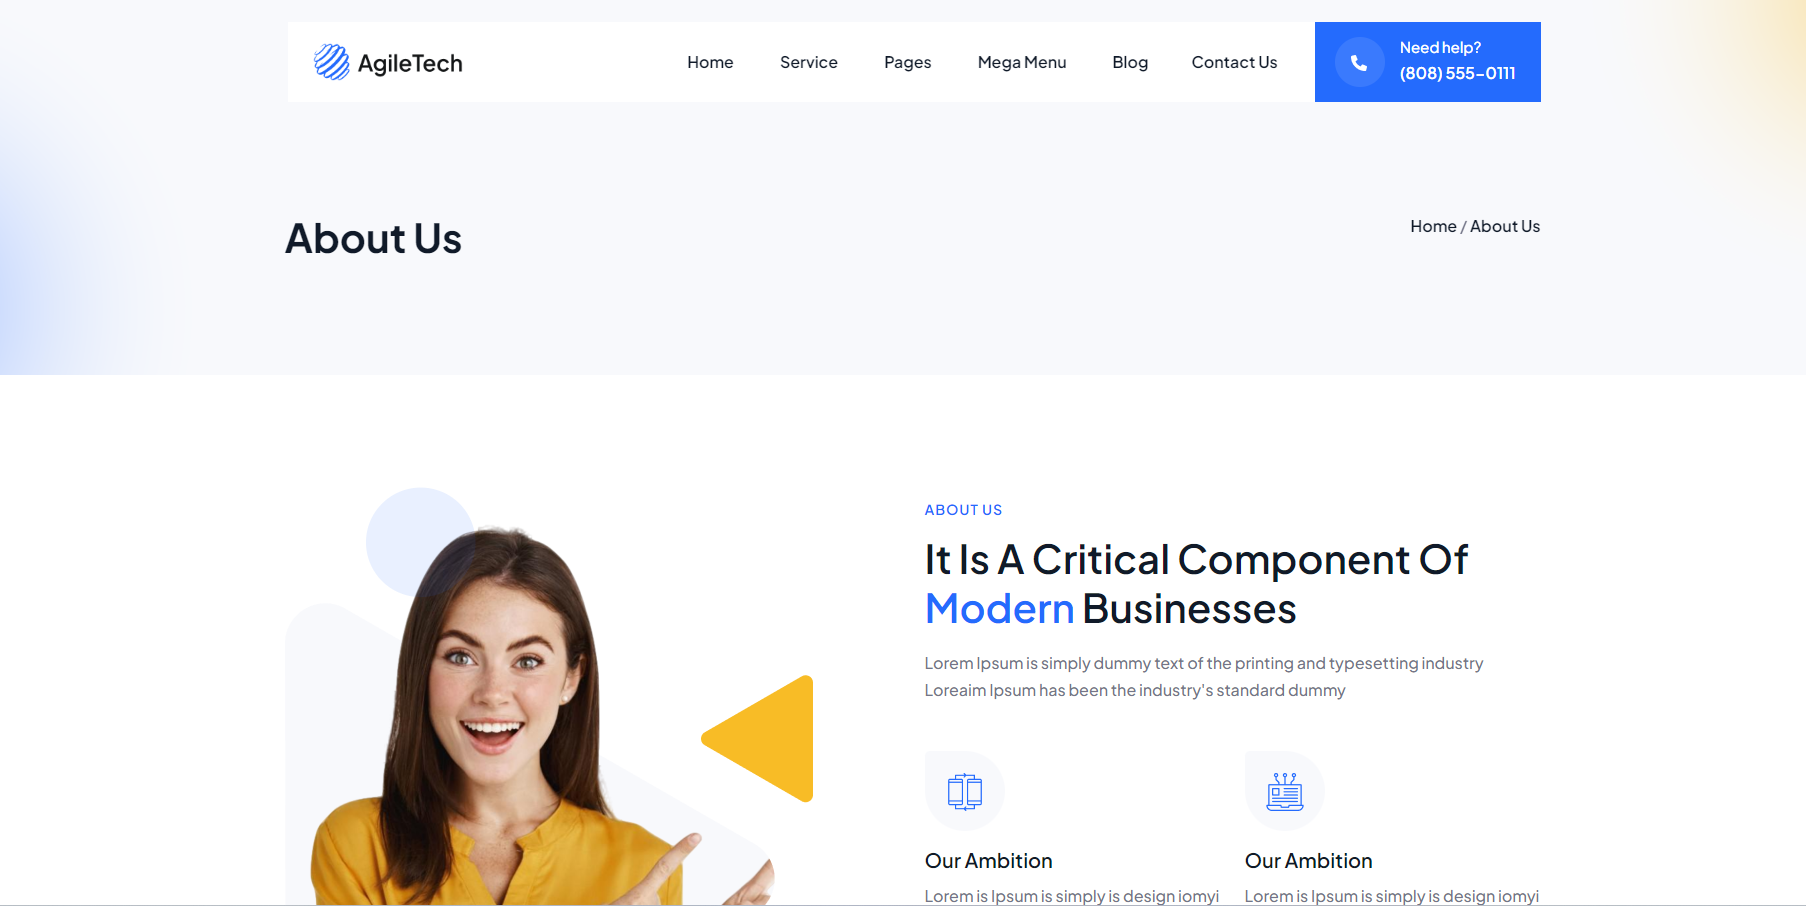 AgileTech
Home Service Pages Mega Menu Blog Contact Us
Need help?
(808) 555-0111
About Us
Home / About Us
ABOUT US
It Is A Critical Component Of
Modern Businesses
Lorem Ipsum is simply dummy text of the printing and typesetting industry
Loreaim Ipsum has been the industry's standard dummy
Our Ambition
Lorem is Ipsum is simply is design iomyi
Our Ambition
Lorem is Ipsum is simply is design iomyi